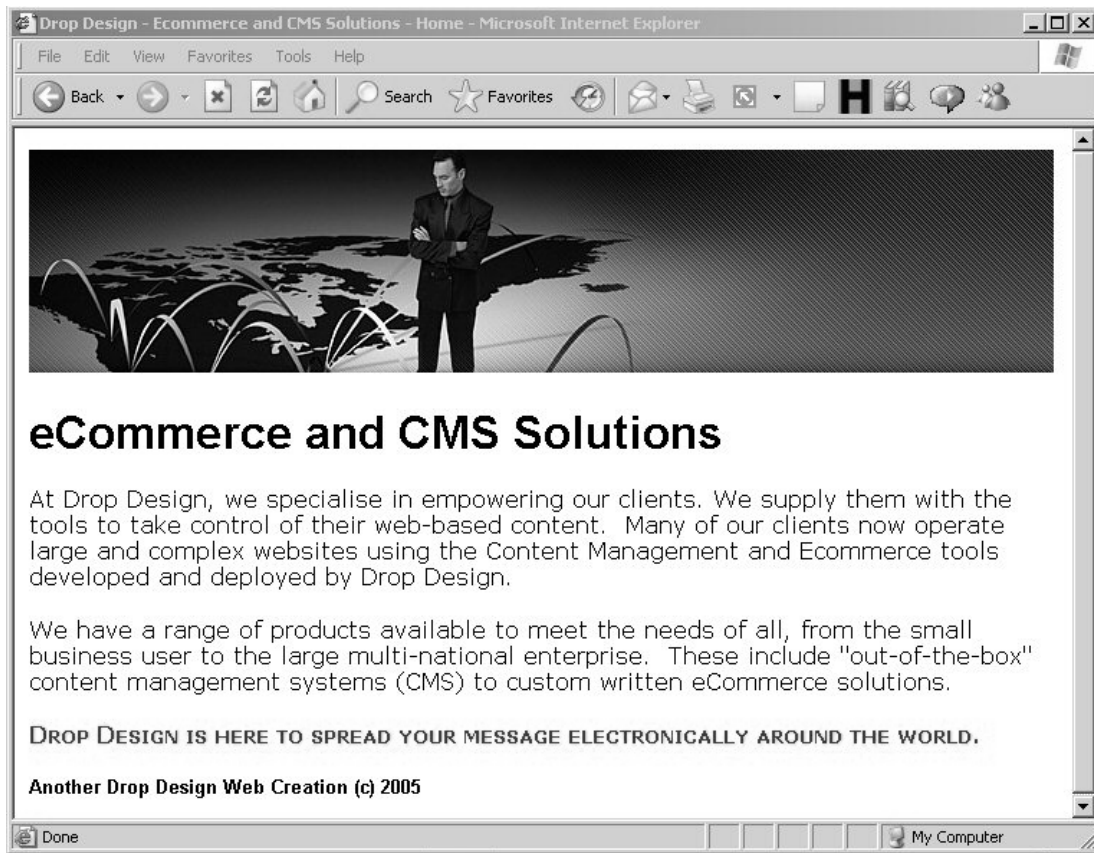 Drop Design - Ecommerce and CMS Solutions - Home - Microsoft Internet Explorer
File Edit View Favorites Tools Help
Back Search Favorites H
eCommerce and CMS Solutions
At Drop Design, we specialise in empowering our clients. We supply them with the
tools to take control of their web-based content.  Many of our clients now operate
large and complex websites using the Content Management and Ecommerce tools
developed and deployed by Drop Design.
We have a range of products available to meet the needs of all, from the small
business user to the large multi-national enterprise.  These include "out-of-the-box"
content management systems (CMS) to custom written eCommerce solutions.
DROP DESIGN IS HERE TO SPREAD YOUR MESSAGE ELECTRONICALLY AROUND THE WORLD.
Another Drop Design Web Creation (c) 2005
Done My Computer